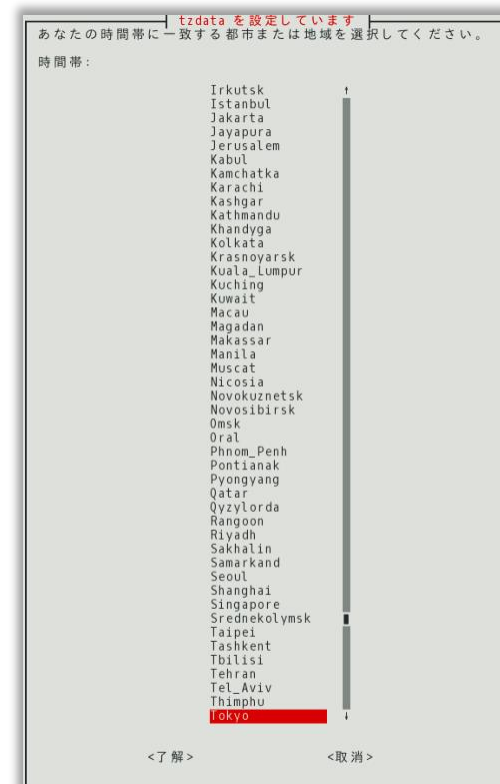 tzdata を設定しています
あなたの時間帯に一致する都市または地域を選択してください。
時間帯:
Irkutsk
Istanbul
Jakarta
Jayapura
Jerusalem
Kabul
Kamchatka
Karachi
Kashgar
Kathmandu
Khandyga
Kolkata
Krasnoyarsk
Kuala_Lumpur
Kuching
Kuwait
Macau
Magadan
Makassar
Manila
Muscat
Nicosia
Novokuznetsk
Novosibirsk
Omsk
Oral
Phnom_Penh
Pontianak
Pyongyang
Qatar
Qyzylorda
Rangoon
Riyadh
Sakhalin
Samarkand
Seoul
Shanghai
Singapore
Srednekolymsk
Taipei
Tashkent
Tbilisi
Tehran
Tel_Aviv
Thimphu
Tokyo
<了解> <取消>